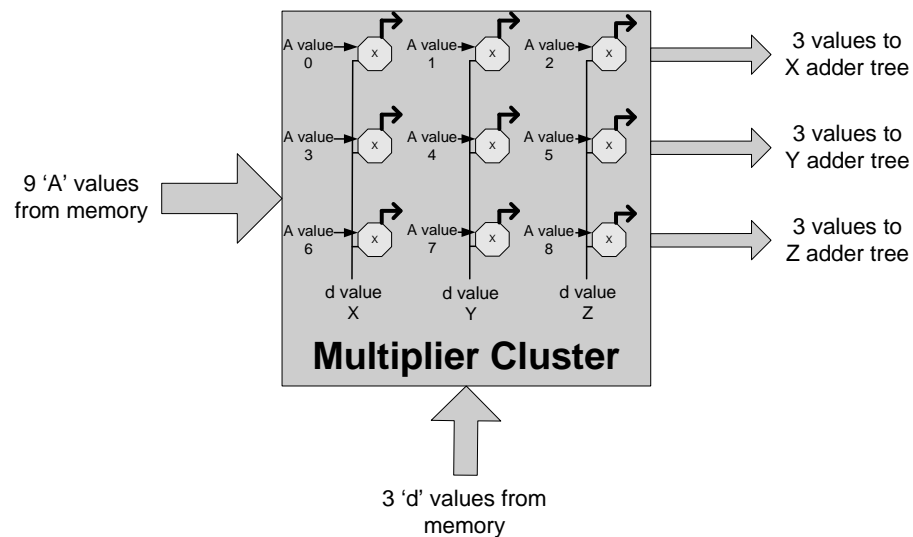 A value
0
X
A value
1
X
A value
2
X
3 values to
X adder tree
A value
3
X
A value
4
X
A value
5
X
3 values to
Y adder tree
9 ‘A’ values
from memory
A value
6
X
A value
7
X
A value
8
X
3 values to
Z adder tree
d value
X
d value
Y
d value
Z
Multiplier Cluster
3 ‘d’ values from
memory